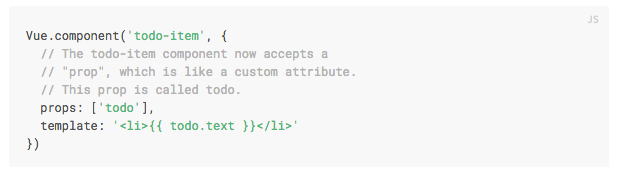 JS
Vue.component('todo-item', {
  // The todo-item component now accepts a
  // "prop", which is like a custom attribute.
  // This prop is called todo.
  props: ['todo'],
  template: '<li>{{ todo.text }}</li>'
})